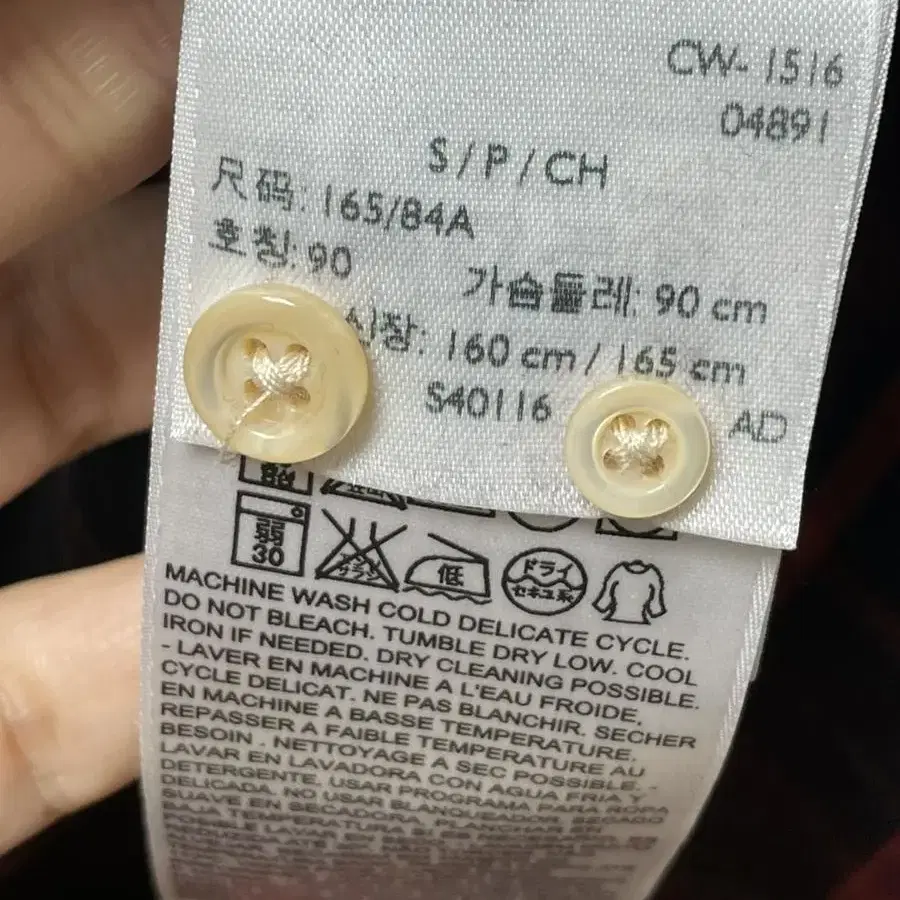 CW-1516
04891
S/P/CH
尺码: 165/84A
호칭: 90 가슴둘레: 90 cm
신장: 160 cm / 165 cm
S40116 AD
弱 30 低 ドライ セキユ系
MACHINE WASH COLD DELICATE CYCLE.
DO NOT BLEACH. TUMBLE DRY LOW. COOL
IRON IF NEEDED. DRY CLEANING POSSIBLE.
- LAVER EN MACHINE A L'EAU FROIDE,
CYCLE DELICAT. NE PAS BLANCHIR. SECHER
EN MACHINE A BASSE TEMPERATURE.
REPASSER A FAIBLE TEMPERATURE AU
BESOIN . NETTOYAGE A SEC POSSIBLE. -
LAVAR EN LAVADORA CON AGUA FRIA Y
DETERGENTE. USAR PROGRAMA PARA ROPA
DELICADA. NO USAR BLANQUEADOR. SECADO
SUAVE EN SECADORA. PLANCHAR EN
BAJA TEMPERATURA SI